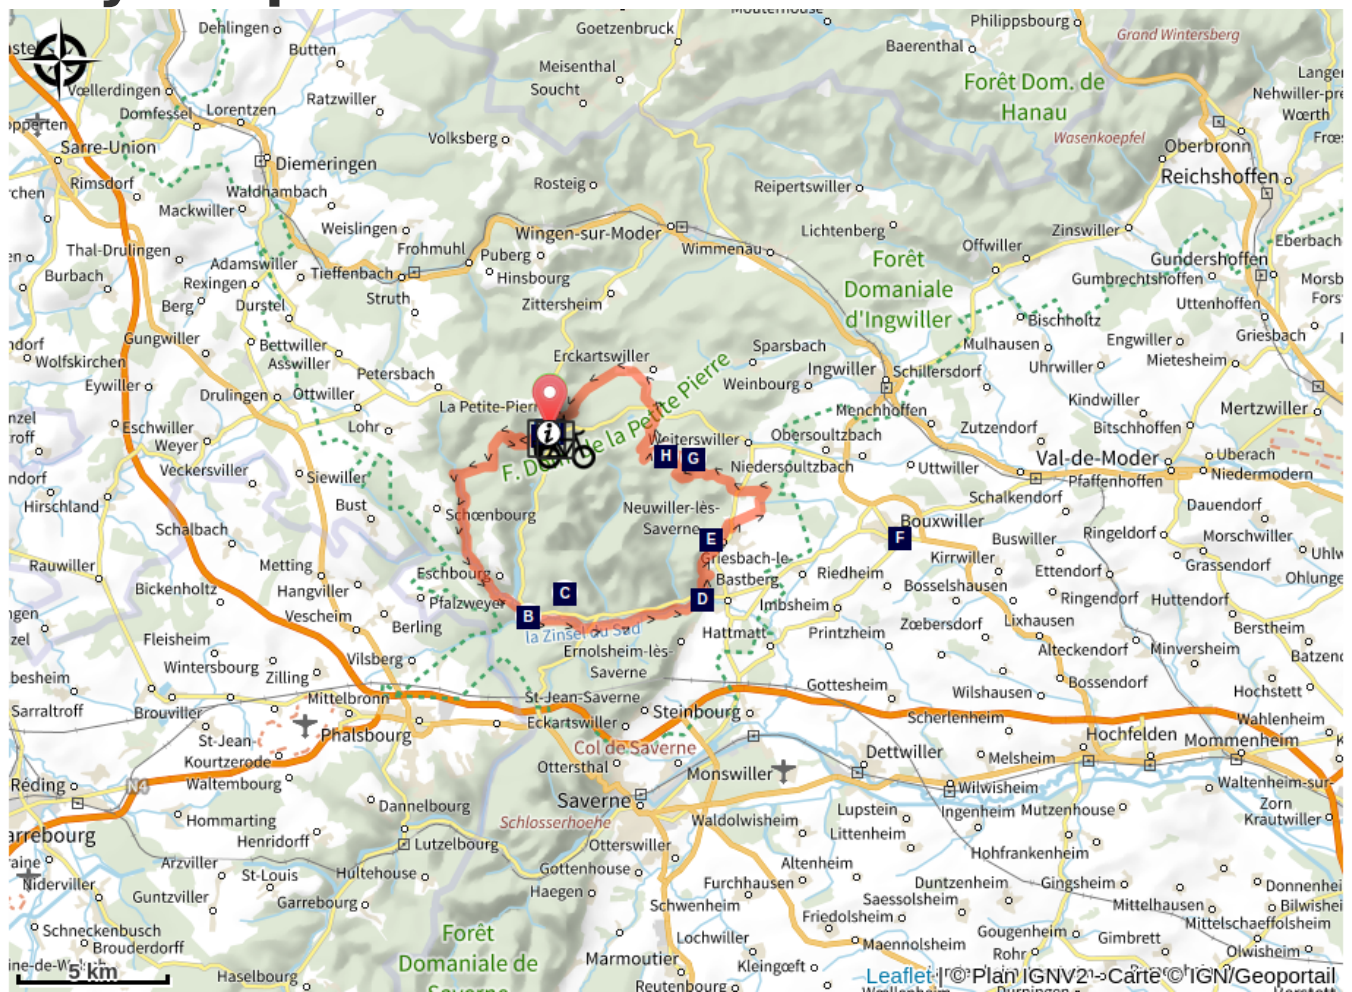 Dehlingen
Butten
Goetzenbruck
Philippsbourg
Grand Wintersberg
Baerenthal
Meisenthal
Soucht
Forêt Dom. de
Hanau
Vœllerdingen
Ratzwiller
Lorentzen
Domfessel
Volksberg
Wasenkoepfel
Oberbronn
Sarre-Union
Diemeringen
Reichshoffen
Rimsdorf
Waldhambach
Rosteig
Reipertswiller
Mackwiller
Weislingen
Wingen-sur-Moder
Lichtenberg
Zinswiller
Thal-Drulingen
Frohmuhl
Puberg
Wimmenau
Offwiller
Eberbach
Adamswiller
Tieffenbach
Hinsbourg
Forêt
Domaniale
d'Ingwiller
Gundershoffen
Burbach
Rexingen
Gumbrechtshoffen
Berg
Durstel
Struth
Zittersheim
Uttenhoffen
Bischholtz
Gungwiller
Bettwiller
Erckartswiller
Sparsbach
Mulhausen
Engwiller
Griesbach
Wolfskirchen
Asswiller
Petersbach
Weinbourg
Ingwiller
Schillersdorf
Uhrwiller
Mietesheim
Eywiller
Drulingen
Ottwiller
La Petite-Pierr
F. Dom. de la Petite Pierre
Menchhoffen
Kindwiller
Mertzwiller
Eschwiller
Lohr
Weiterswiller
Obersoultzbach
Zutzendorf
Bitschhoffen
Weyer
H
G
Val-de-Moder
Uberach
Veckersviller
Siewiller
Niedersoultzbach
Uttwiller
Pfaffenhoffen
Niedermodern
Hirschland
Bust
Schœnbourg
Neuwiller-lès-
Saverne
Schalkendorf
Dauendorf
Schalbach
E
F
Bouxwiller
Buswiller
Ringeldorf
Morschwiller
Rauwiller
Metting
Eschbourg
Griesbach-le-
Bastberg
Kirrwiller
Grassendorf
Bickenholtz
Hangviller
C
Riedheim
Bosselshausen
Ettendorf
Pfalzweyer
B
D
Imbsheim
Ringendorf
Huttendorf
Vescheim
Berling
la Zinsel du Sud
Hattmatt
Printzheim
Zœbersdorf
Lixhausen
Berstheim
Fleisheim
Vilsberg
Ernolsheim-lès-
Saverne
Alteckendorf
Minversheim
Wintersbourg
Zilling
Gottesheim
Bossendorf
Hochstett
Sarraltroff
Brouviller
Mittelbronn
St-Jean-Saverne
Wilshausen
Steinbourg
Scherlenheim
Wahlenheim
St-Jean-
Kourtzerode
Phalsbourg
Eckartswiller
Col de Saverne
Hochfelden
Mommenheim
Dettwiller
Melsheim
Réding
N4
Waltembourg
Ottersthal
Monswiller
Wilwisheim
Waltenheim-sur-
Zorn
Dannelbourg
Saverne
Lupstein
Ingenheim
Mutzenhouse
Krautwiller
Hommarting
Schlosserhoehe
Waldolwisheim
Littenheim
Henridorff
Lutzelbourg
Otterswiller
Hohfrankenheim
Arzviller
Hultehouse
Gottenhouse
Altenheim
Niderviller
St-Louis
Haegen
Furchhausen
Duntzenheim
Gingsheim
Guntzviller
Garrebourg
Schwenheim
Saessolsheim
Mittelhausen
Friedolsheim
Mittelschaeffolsheim
Schneckenbusch
Brouderdorff
Forêt
Domaniale de
Lochwiller
Maennolsheim
Gougenheim
Gimbrett
Olwisheim
Marmoutier
Kleingœft
Rohr
5 km
Haselbourg
Reutenbourg
Leaflet | © Plan IGNV2 - Carte © IGN/Geoportail